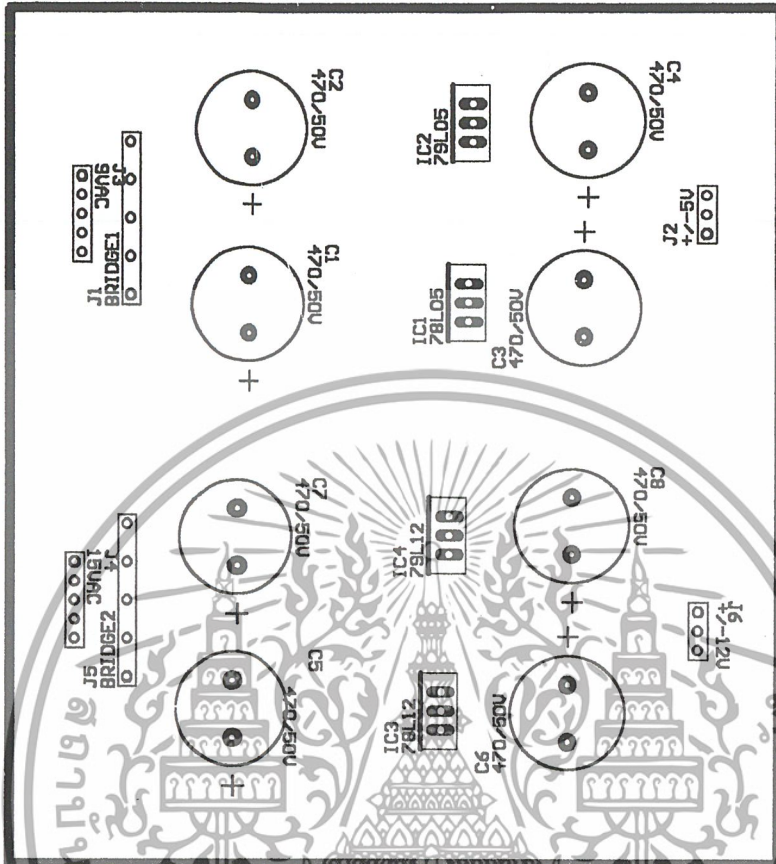 C2
470/50V
C4
470/50V
IC2
79L05
J3
9VAC
J2
+/-5V
J1
BRIDGE1
C1
470/50V
IC1
78L05
C3
470/50V
C7
470/50V
C8
470/50V
IC4
79L12
J4
15VAC
J6
+/-12V
J5
BRIDGE2
C5
470/50V
IC3
78L12
C6
470/50V